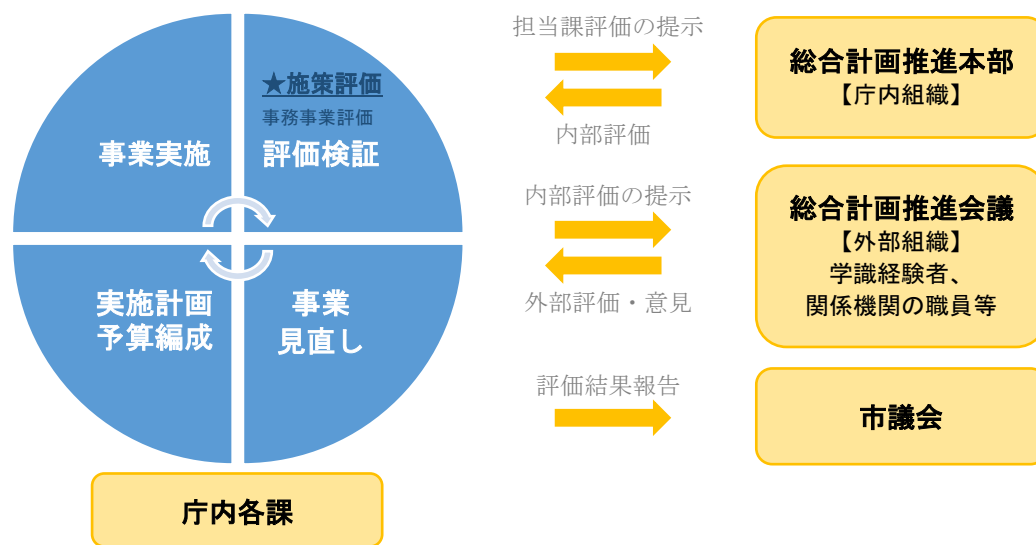 ★施策評価
事務事業評価
評価検証
事業実施
実施計画
予算編成
事業
見直し
庁内各課
担当課評価の提示
内部評価
総合計画推進本部
【庁内組織】
内部評価の提示
外部評価・意見
総合計画推進会議
【外部組織】
学識経験者、
関係機関の職員等
評価結果報告
市議会